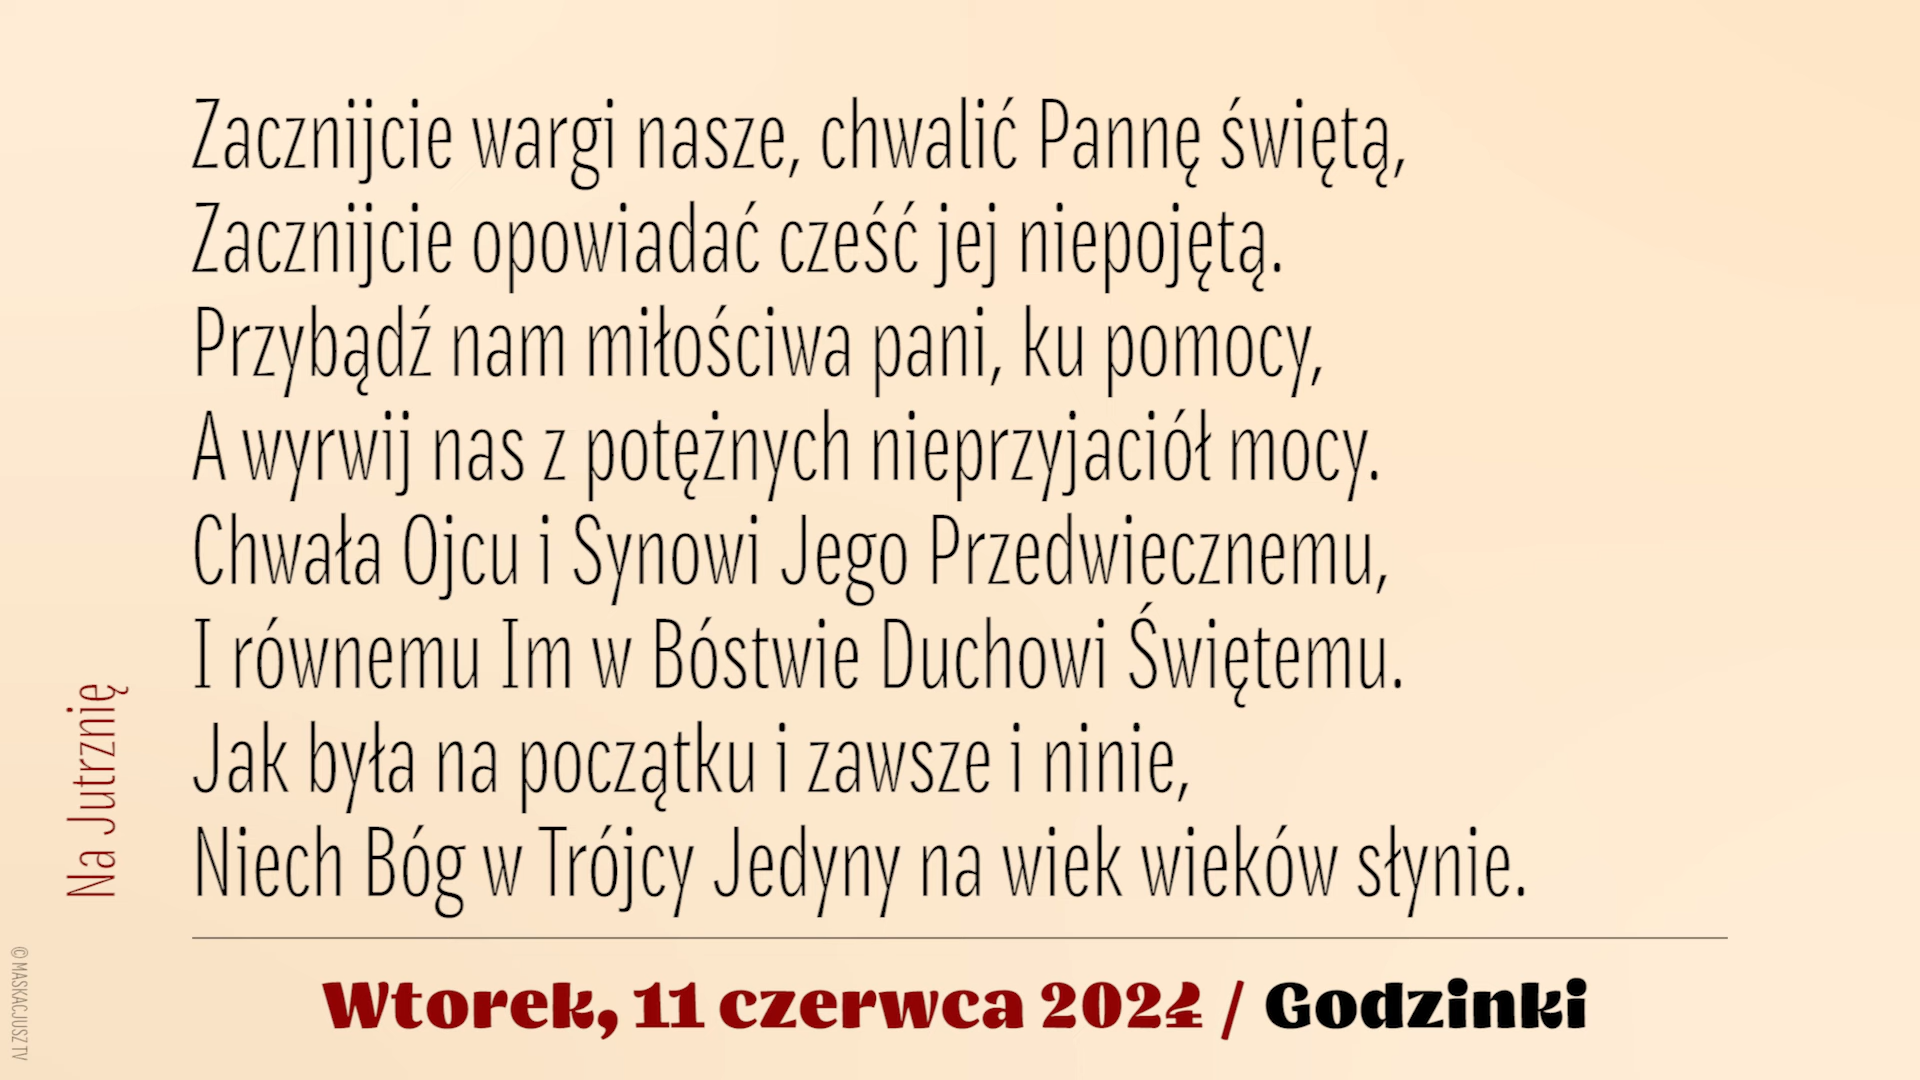 Zacznijcie wargi nasze, chwalić Pannę świętą,
Zacznijcie opowiadać cześć jej niepojętą.
Przybądź nam miłościwa pani, ku pomocy,
A wyrwij nas z potężnych nieprzyjaciół mocy.
Chwała Ojcu i Synowi Jego Przedwiecznemu,
I równemu Im w Bóstwie Duchowi Świętemu.
Jak była na początku i zawsze i ninie,
Niech Bóg w Trójcy Jedyny na wiek wieków słynie.
Na Jutrznię
Wtorek, 11 czerwca 2024 / Godzinki
© MASKACJUSZ TV